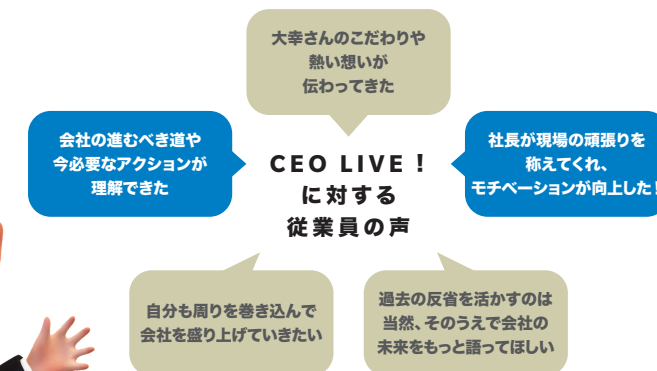 大幸さんのこだわりや
熱い想いが
伝わってきた
会社の進むべき道や
今必要なアクションが
理解できた
CEO LIVE！
に対する
従業員の声
社長が現場の頑張りを
称えてくれ、
モチベーションが向上した！
自分も周りを巻き込んで
会社を盛り上げていきたい
過去の反省を活かすのは
当然、そのうえで会社の
未来をもっと語ってほしい